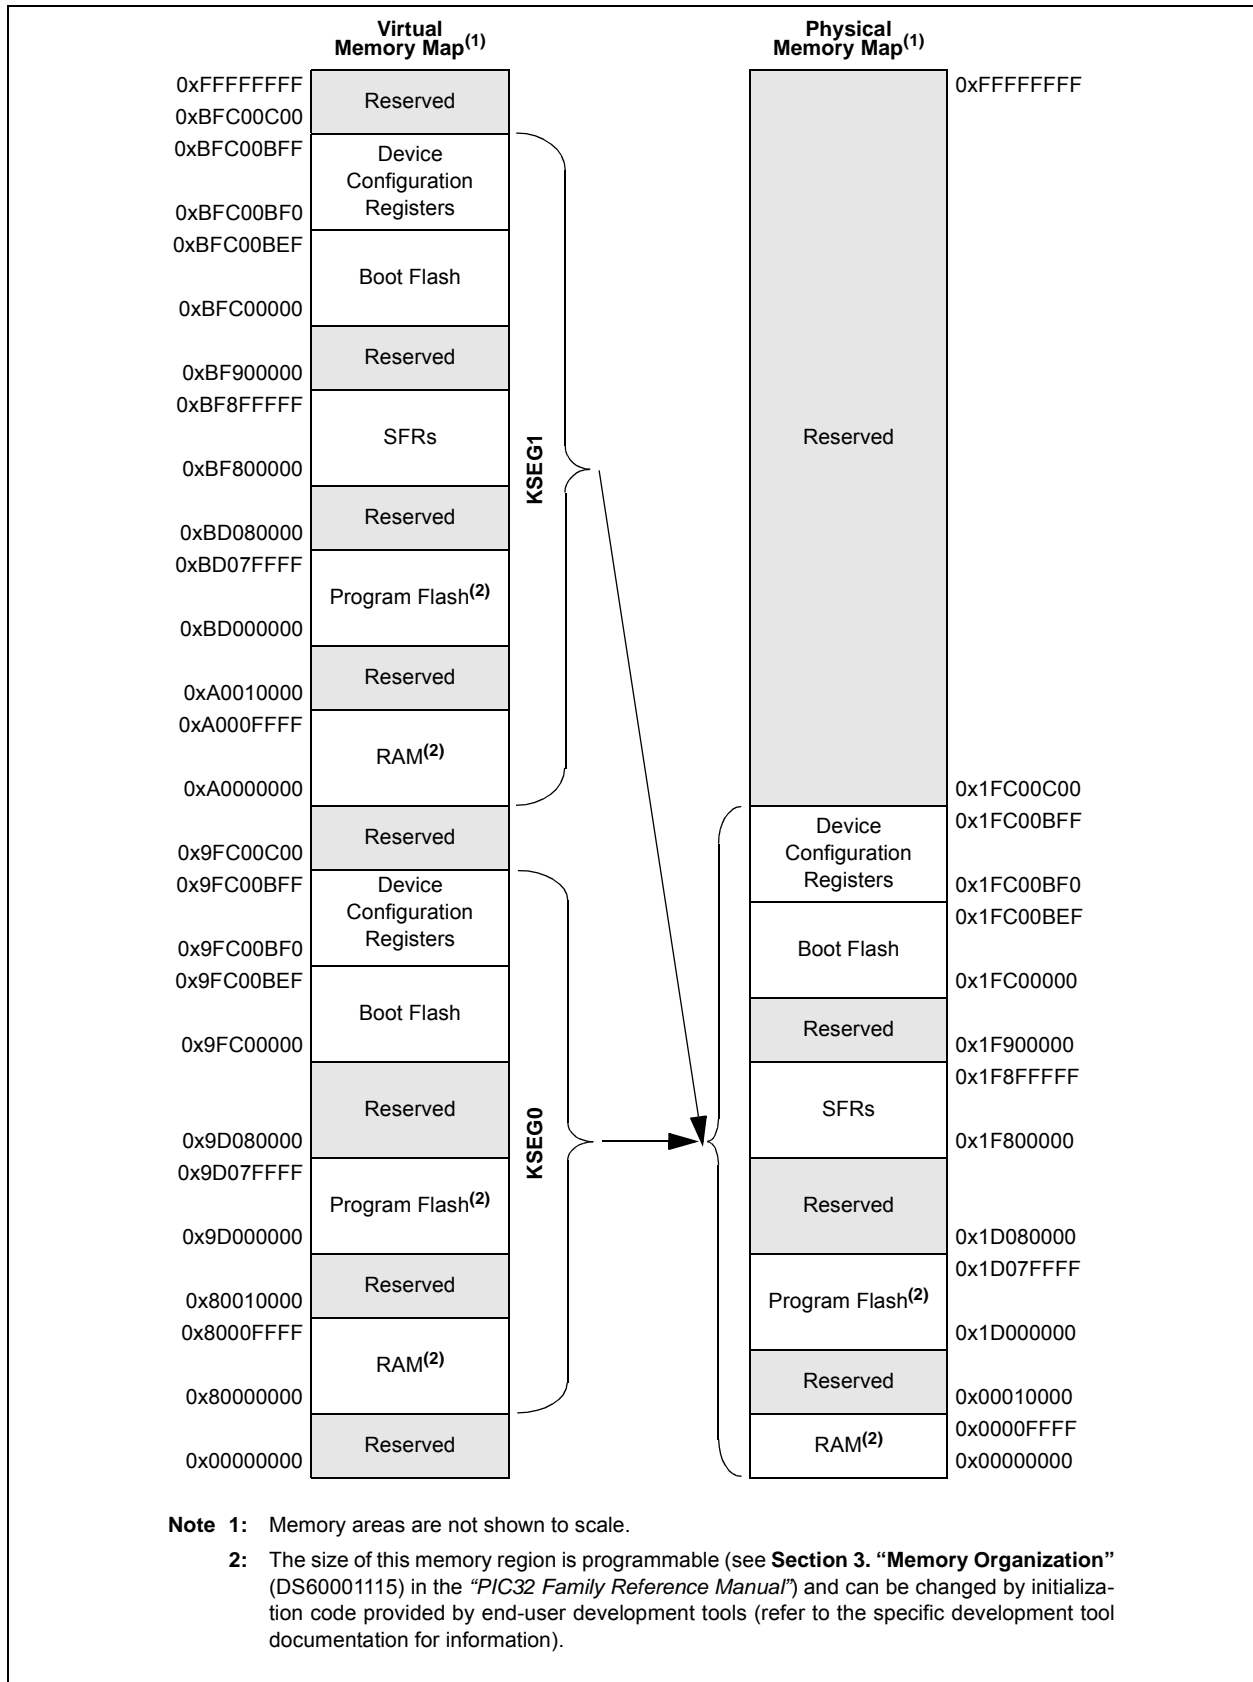 Virtual
Memory Map(1)
Physical
Memory Map(1)
0xFFFFFFFF
Reserved
0xBFC00C00
0xBFC00BFF
Device
Configuration
Registers
0xBFC00BF0
0xBFC00BEF
Boot Flash
0xBFC00000
Reserved
0xBF900000
0xBF8FFFFF
SFRs
0xBF800000
Reserved
0xBD080000
0xBD07FFFF
Program Flash(2)
0xBD000000
Reserved
0xA0010000
0xA000FFFF
RAM(2)
0xA0000000
KSEG1
Reserved
0x9FC00C00
0x9FC00BFF
Device
Configuration
Registers
0x9FC00BF0
0x9FC00BEF
Boot Flash
0x9FC00000
Reserved
0x9D080000
0x9D07FFFF
Program Flash(2)
0x9D000000
Reserved
0x80010000
0x8000FFFF
RAM(2)
0x80000000
KSEG0
Reserved
0x00000000
0xFFFFFFFF
Reserved
0x1FC00C00
0x1FC00BFF
Device
Configuration
Registers
0x1FC00BF0
0x1FC00BEF
Boot Flash
0x1FC00000
Reserved
0x1F900000
0x1F8FFFFF
SFRs
0x1F800000
Reserved
0x1D080000
0x1D07FFFF
Program Flash(2)
0x1D000000
Reserved
0x00010000
0x0000FFFF
RAM(2)
0x00000000
Note 1: Memory areas are not shown to scale.
2: The size of this memory region is programmable (see Section 3. “Memory Organization”
(DS60001115) in the “PIC32 Family Reference Manual”) and can be changed by initializa-
tion code provided by end-user development tools (refer to the specific development tool
documentation for information).